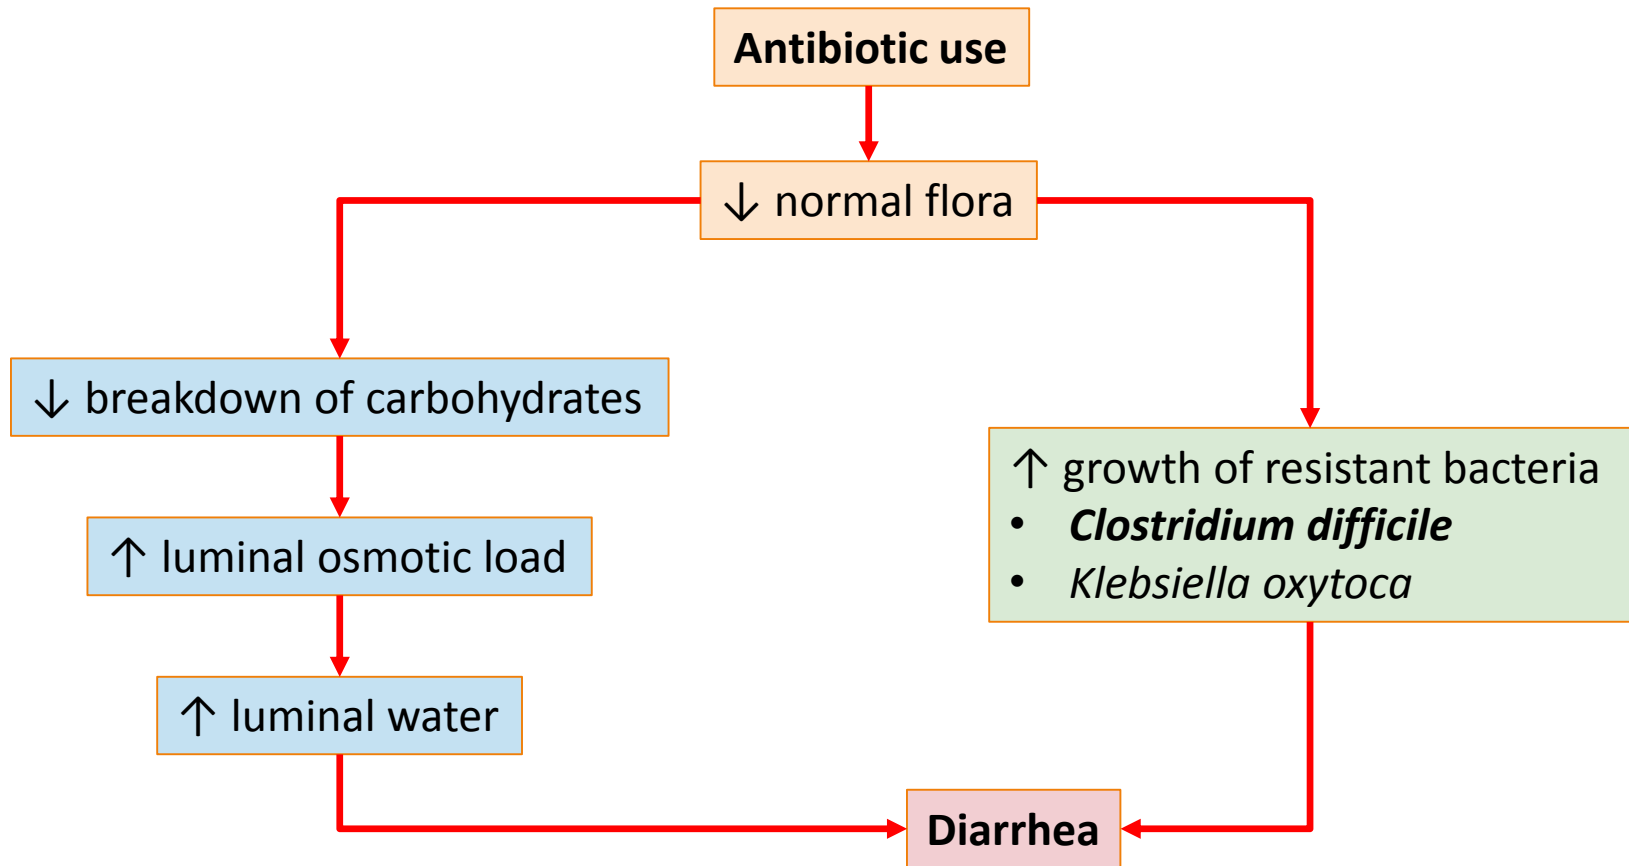 Antibiotic use
↓ normal flora
↓ breakdown of carbohydrates
↑ luminal osmotic load
↑ luminal water
↑ growth of resistant bacteria
• Clostridium difficile
• Klebsiella oxytoca
Diarrhea